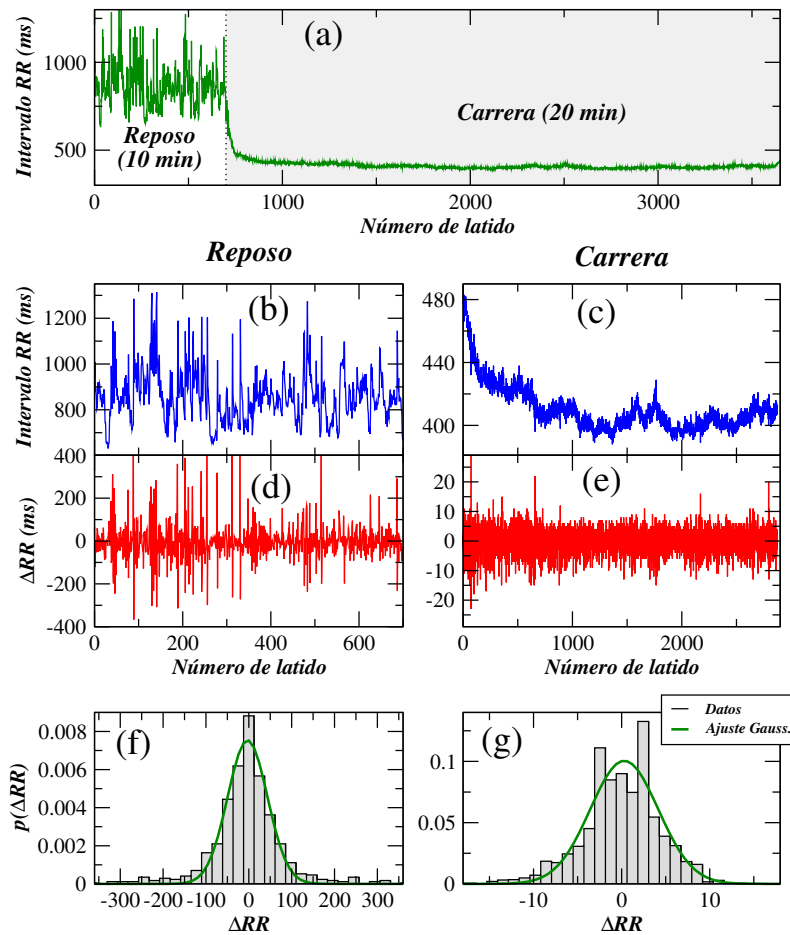 (a)
Intervalo RR (ms)
1000
500
Reposo
(10 min)
Carrera (20 min)
0
1000
2000
3000
Número de latido
Reposo
Carrera
(b)
Intervalo RR (ms)
1200
1000
800
(c)
480
440
400
(d)
ΔRR (ms)
400
200
0
-200
-400
0
200
400
600
Número de latido
(e)
20
10
0
-10
-20
0
1000
2000
Número de latido
(f)
p(ΔRR)
0.008
0.006
0.004
0.002
0
-300
-200
-100
0
100
200
300
ΔRR
(g)
Datos
Ajuste Gauss.
0.1
0.05
0
-10
0
10
ΔRR